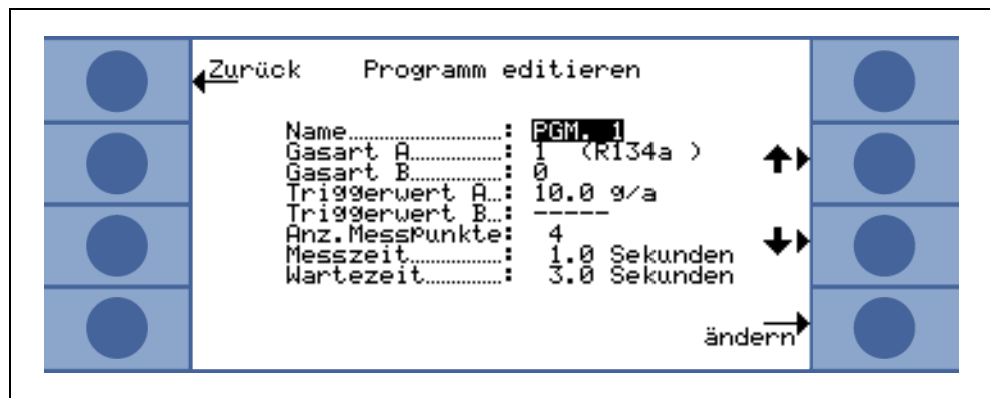 Zurück Programm editieren
Name....................: PGM. 1
Gasart A................: 1 (R134a )
Gasart B................: 0
Triggerwert A...: 10.0 g/a
Triggerwert B...: -----
Anz.Messpunkte: 4
Messzeit................: 1.0 Sekunden
Wartezeit..............: 3.0 Sekunden
ändern